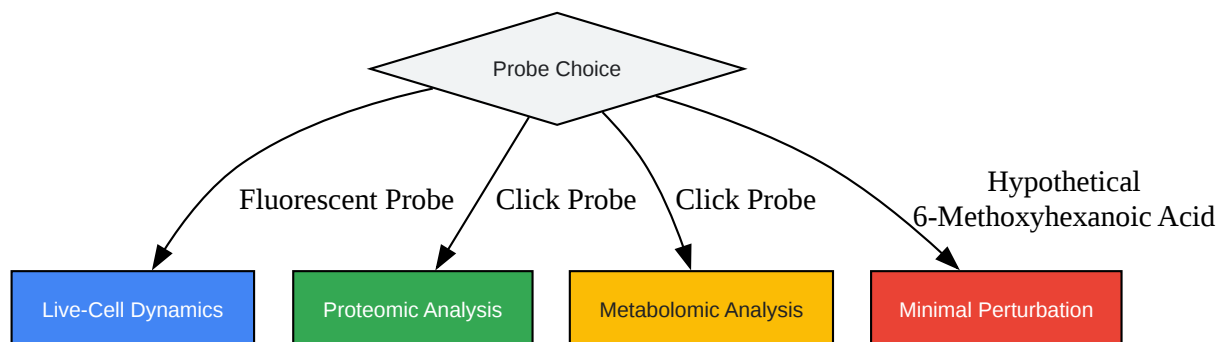 Probe Choice
Fluorescent Probe
Click Probe
Click Probe
Hypothetical
6-Methoxyhexanoic Acid
Live-Cell Dynamics
Proteomic Analysis
Metabolomic Analysis
Minimal Perturbation